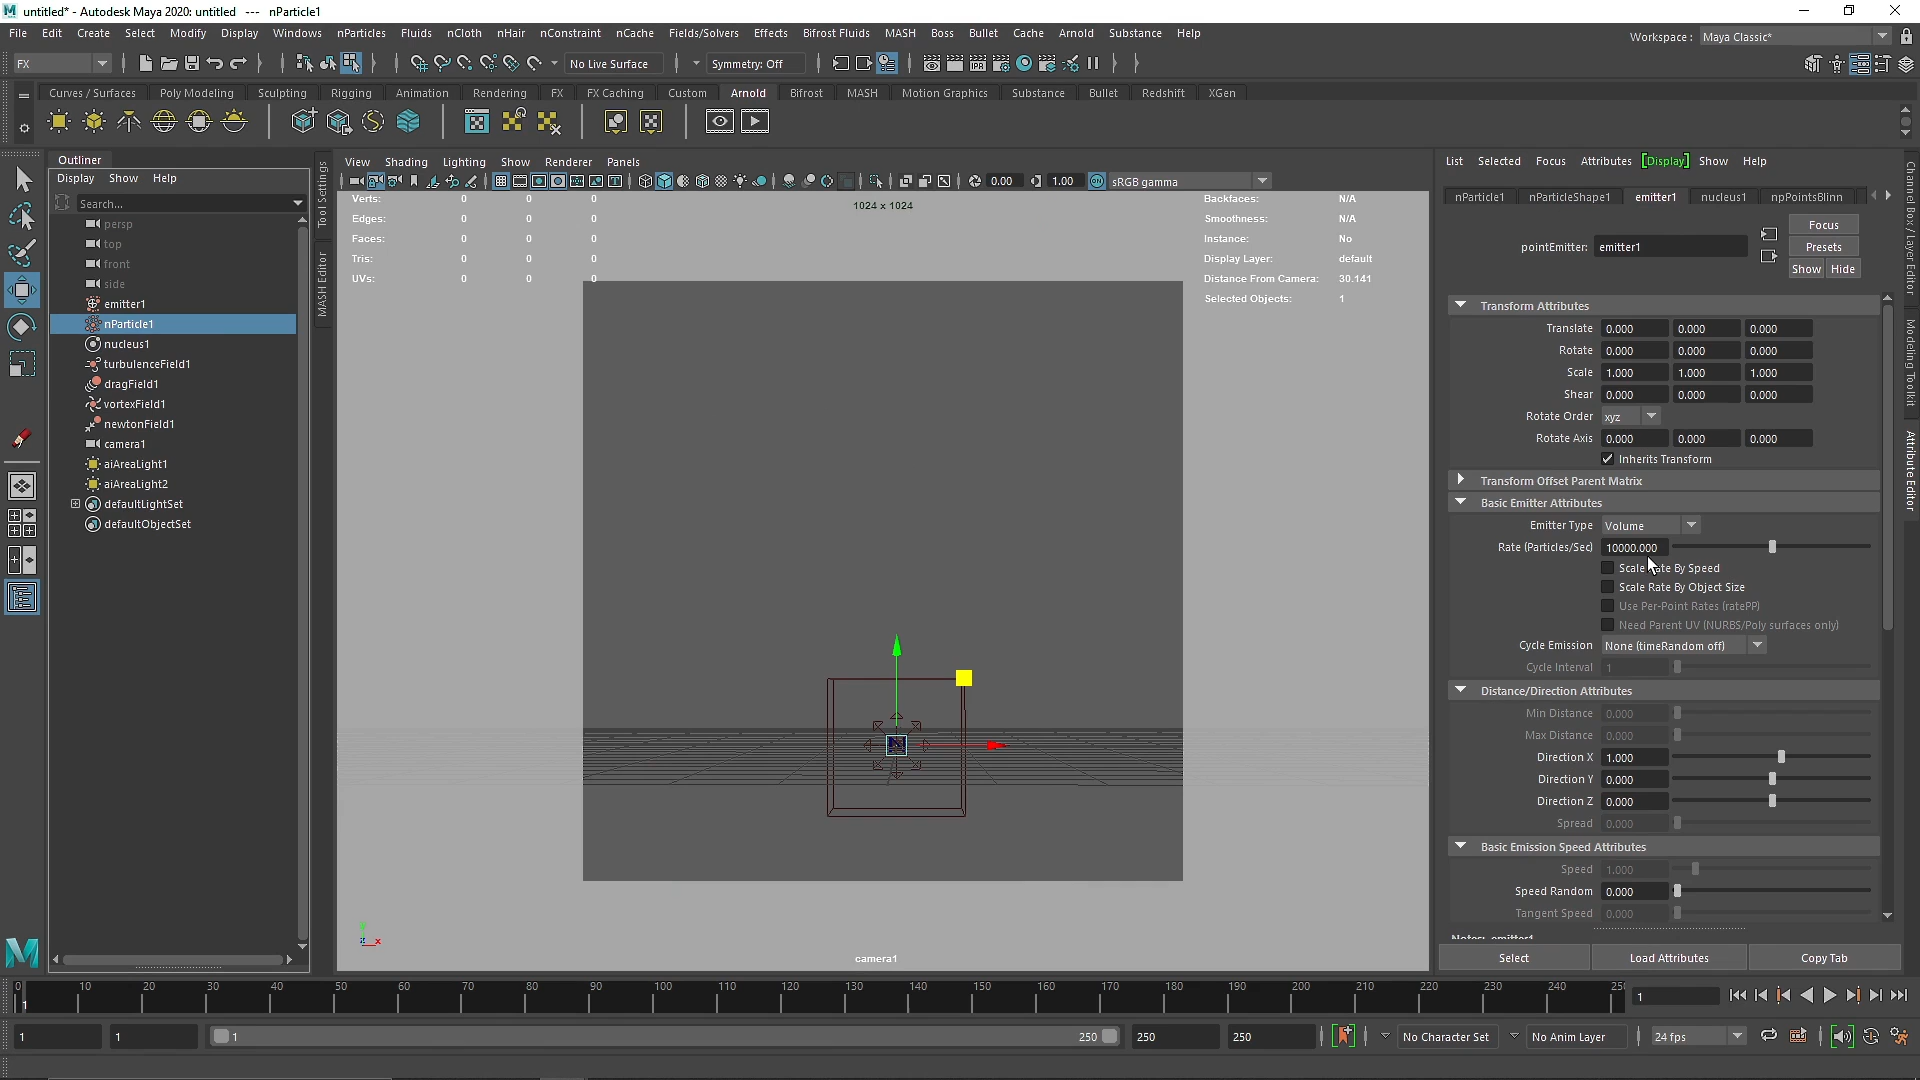 untitled* - Autodesk Maya 2020: untitled --- nParticle1
File Edit Create Select Modify Display Windows nParticles Fluids nCloth nHair nConstraint nCache Fields/Solvers Effects Bifrost Fluids MASH Boss Bullet Cache Arnold Substance Help
Workspace : Maya Classic*
FX No Live Surface Symmetry: Off
Curves / Surfaces Poly Modeling Sculpting Rigging Animation Rendering FX FX Caching Custom Arnold Bifrost MASH Motion Graphics Substance Bullet Redshift XGen
Outliner
Display Show Help
Search...
persp
top
front
side
emitter1
nParticle1
nucleus1
turbulenceField1
dragField1
vortexField1
newtonField1
camera1
aiAreaLight1
aiAreaLight2
defaultLightSet
defaultObjectSet
Tool Settings
MASH Editor
View Shading Lighting Show Renderer Panels
0.00 1.00 sRGB gamma
Verts: 0 0 0
Edges: 0 0 0
Faces: 0 0 0
Tris: 0 0 0
UVs: 0 0 0
1024 x 1024
Backfaces: N/A
Smoothness: N/A
Instance: No
Display Layer: default
Distance From Camera: 30.141
Selected Objects: 1
camera1
List Selected Focus Attributes [Display] Show Help
nParticle1 nParticleShape1 emitter1 nucleus1 npPointsBlinn
pointEmitter: emitter1
Focus
Presets
Show Hide
Transform Attributes
Translate 0.000 0.000 0.000
Rotate 0.000 0.000 0.000
Scale 1.000 1.000 1.000
Shear 0.000 0.000 0.000
Rotate Order xyz
Rotate Axis 0.000 0.000 0.000
Inherits Transform
Transform Offset Parent Matrix
Basic Emitter Attributes
Emitter Type Volume
Rate (Particles/Sec) 10000.000
Scale Rate By Speed
Scale Rate By Object Size
Use Per-Point Rates (ratePP)
Need Parent UV (NURBS/Poly surfaces only)
Cycle Emission None (timeRandom off)
Cycle Interval 1
Distance/Direction Attributes
Min Distance 0.000
Max Distance 0.000
Direction X 1.000
Direction Y 0.000
Direction Z 0.000
Spread 0.000
Basic Emission Speed Attributes
Speed 1.000
Speed Random 0.000
Tangent Speed 0.000
Notes: emitter1
Select Load Attributes Copy Tab
Channel Box / Layer Editor
Modeling Toolkit
Attribute Editor
0 10 20 30 40 50 60 70 80 90 100 110 120 130 140 150 160 170 180 190 200 210 220 230 240
1
1
1 1 1 250 250 250 No Character Set No Anim Layer 24 fps